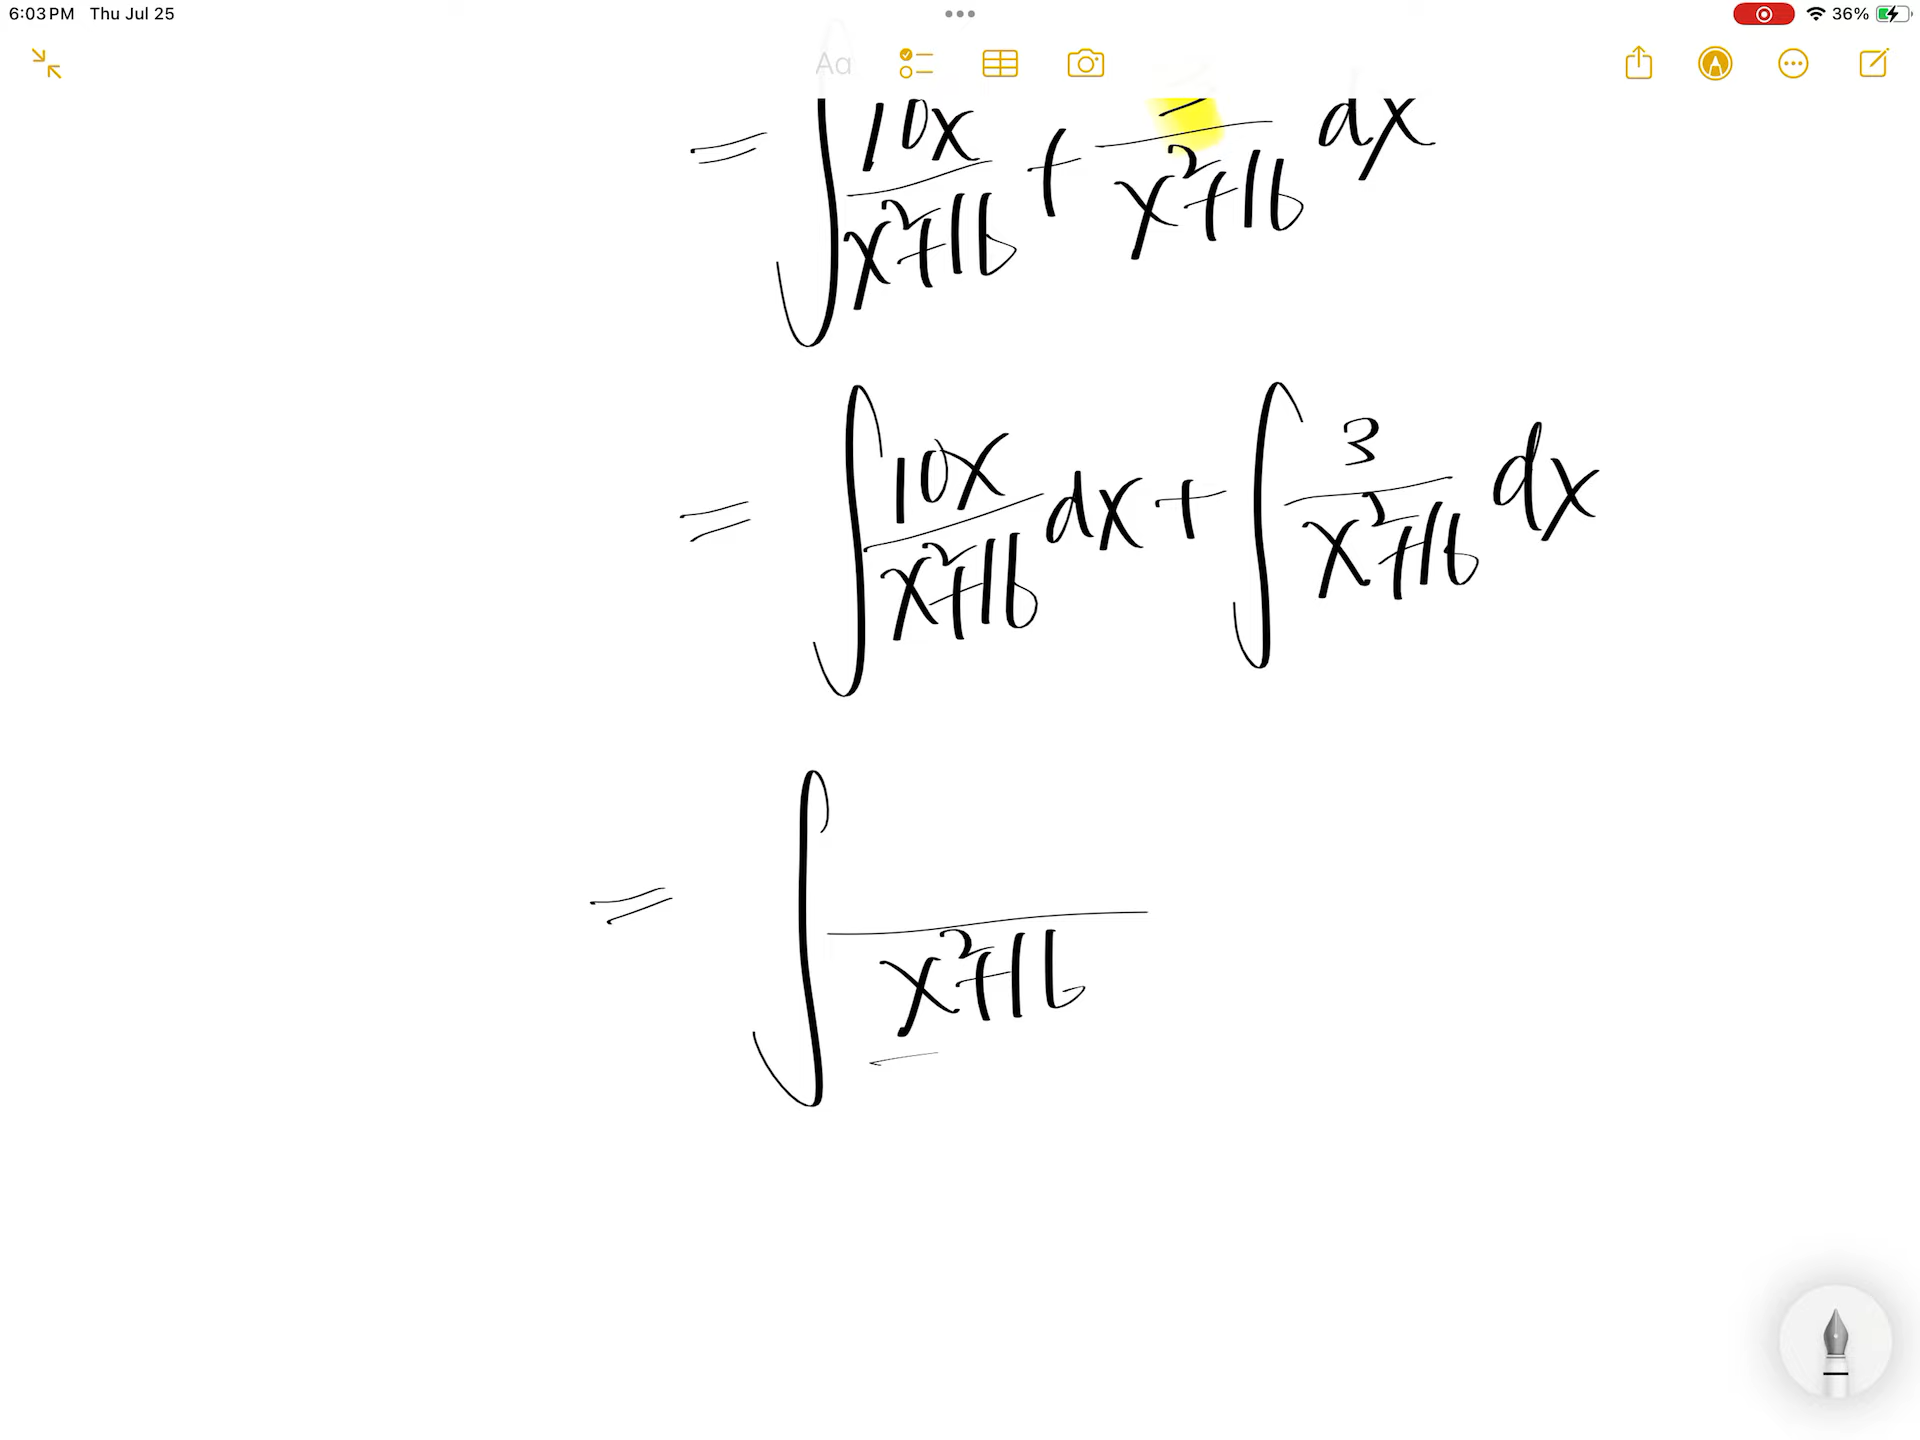 6:03 PM Thu Jul 25
36%
Aa
= ∫ 10x/(x²+16) + /(x²+16) dx
= ∫ 10x/(x²+16) dx + ∫ 3/(x²+16) dx
= ∫ /(x²+16)